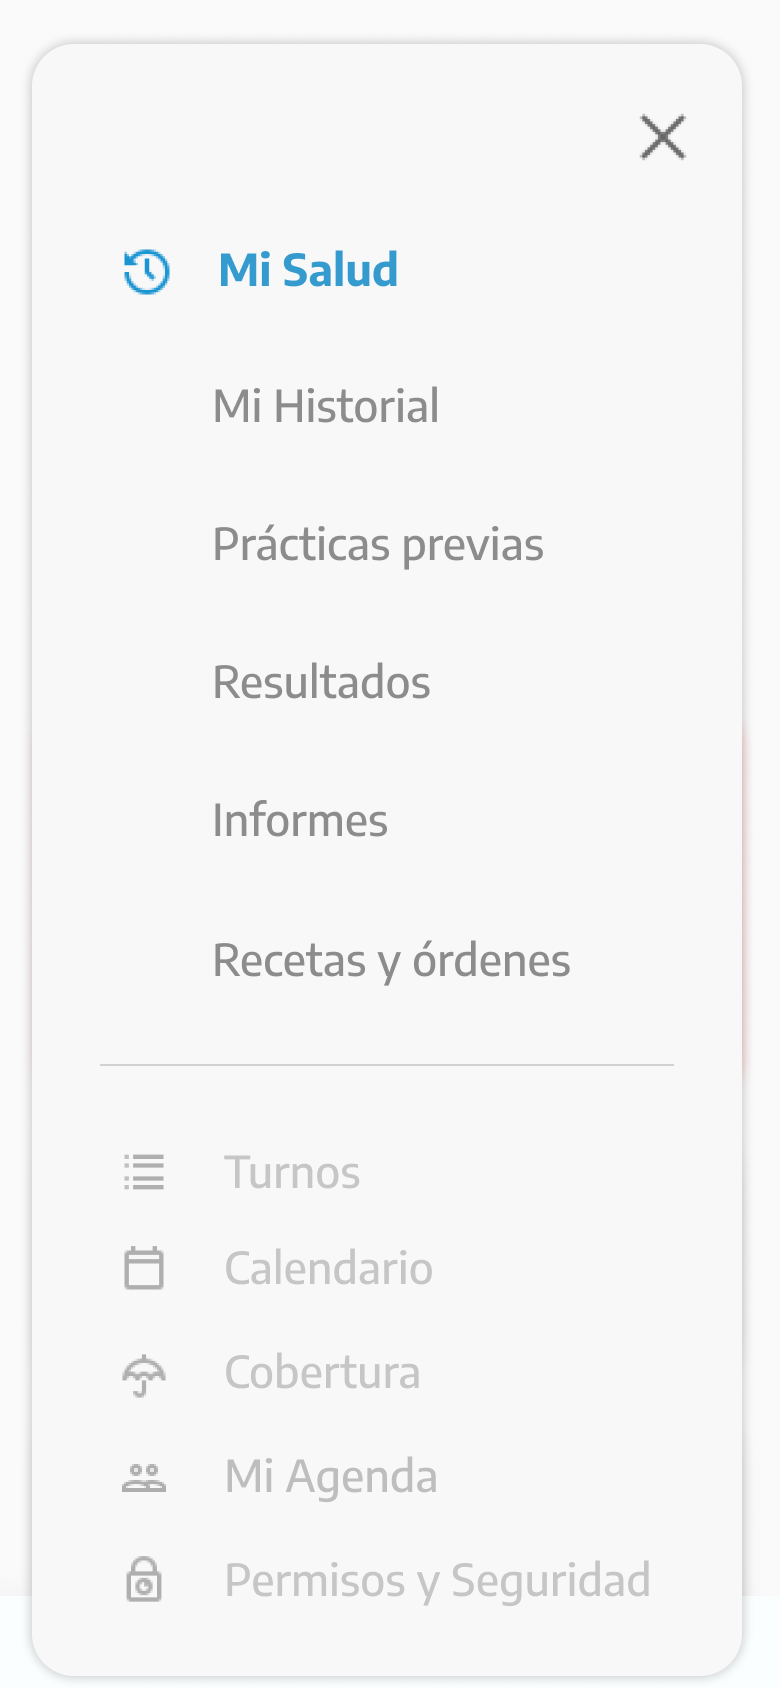 Mi Salud
Mi Historial
Prácticas previas
Resultados
Informes
Recetas y órdenes
Turnos
Calendario
Cobertura
Mi Agenda
Permisos y Seguridad